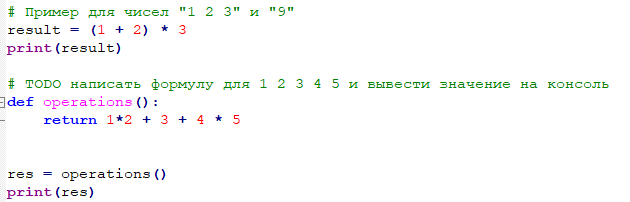 # Пример для чисел "1 2 3" и "9"
result = (1 + 2) * 3
print(result)
# TODO написать формулу для 1 2 3 4 5 и вывести значение на консоль
def operations():
    return 1*2 + 3 + 4 * 5
res = operations()
print(res)